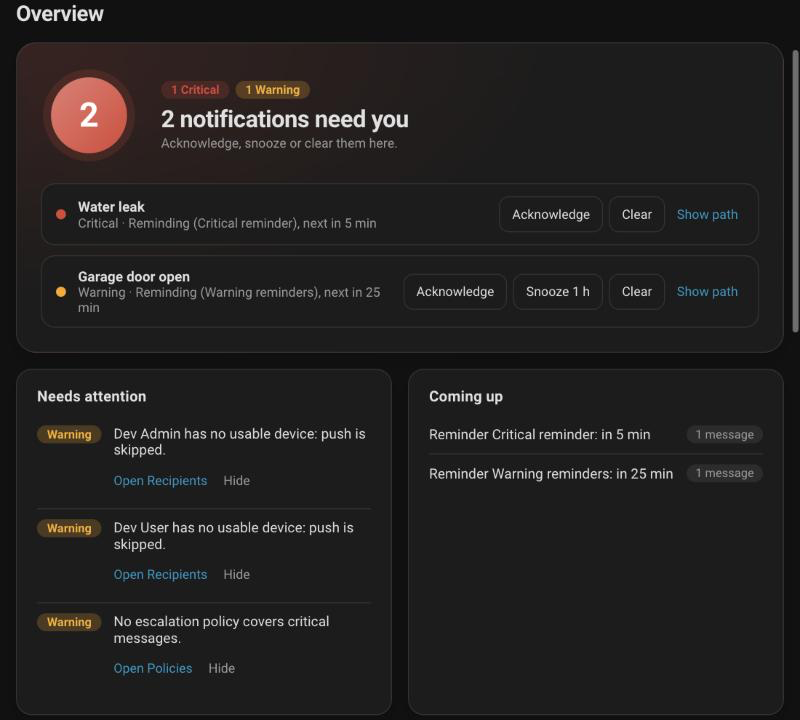 Overview
2
1 Critical
1 Warning
2 notifications need you
Acknowledge, snooze or clear them here.
Water leak
Critical · Reminding (Critical reminder), next in 5 min
Acknowledge
Clear
Show path
Garage door open
Warning · Reminding (Warning reminders), next in 25
min
Acknowledge
Snooze 1 h
Clear
Show path
Needs attention
Warning
Dev Admin has no usable device: push is
skipped.
Open Recipients
Hide
Warning
Dev User has no usable device: push is
skipped.
Open Recipients
Hide
Warning
No escalation policy covers critical
messages.
Open Policies
Hide
Coming up
Reminder Critical reminder: in 5 min
1 message
Reminder Warning reminders: in 25 min
1 message